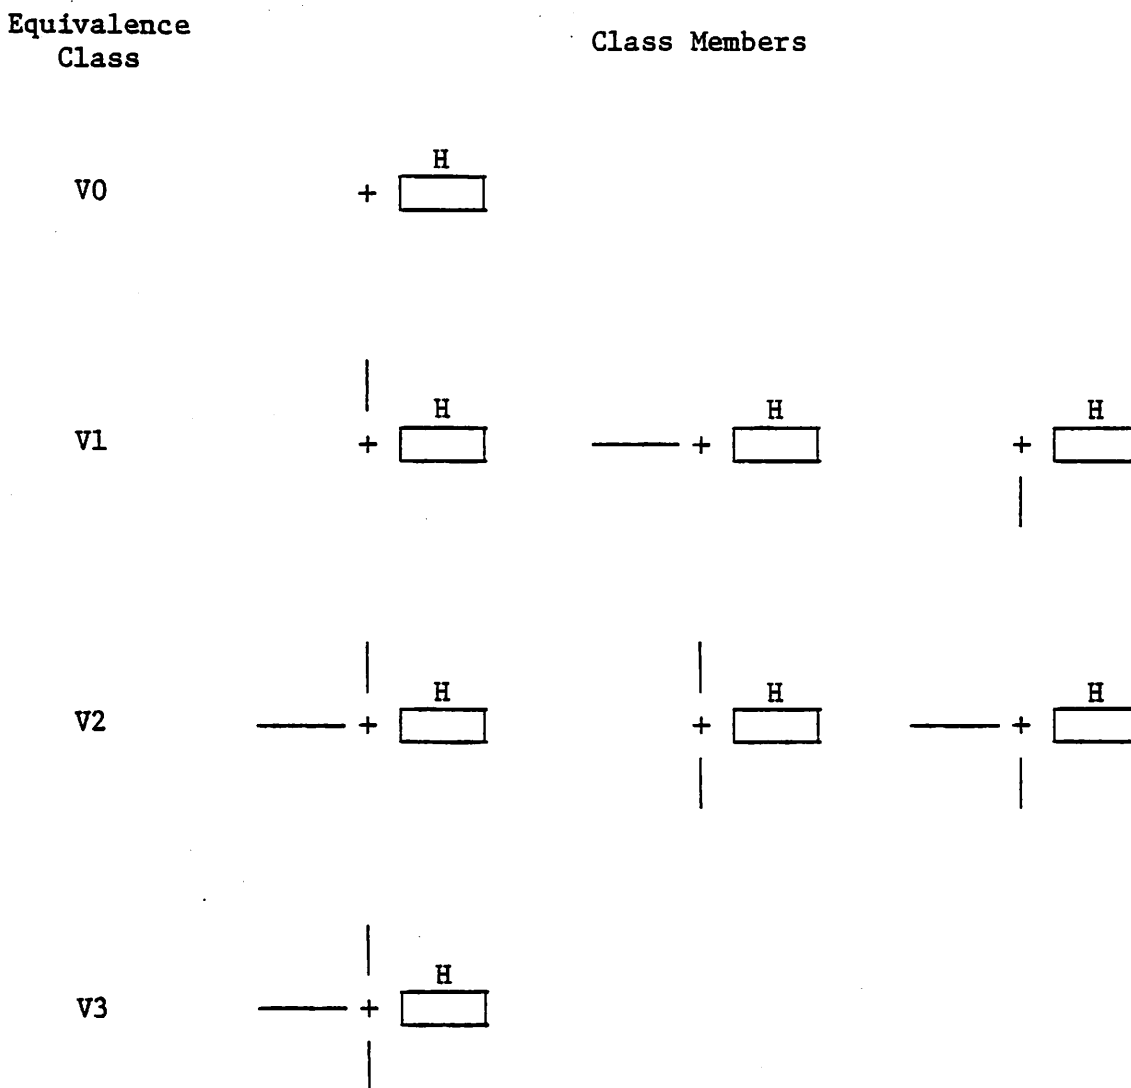 Equivalence
Class
Class Members
H
V0 +
H H H
V1 + + +
H H H
V2 + + +
H
V3 +